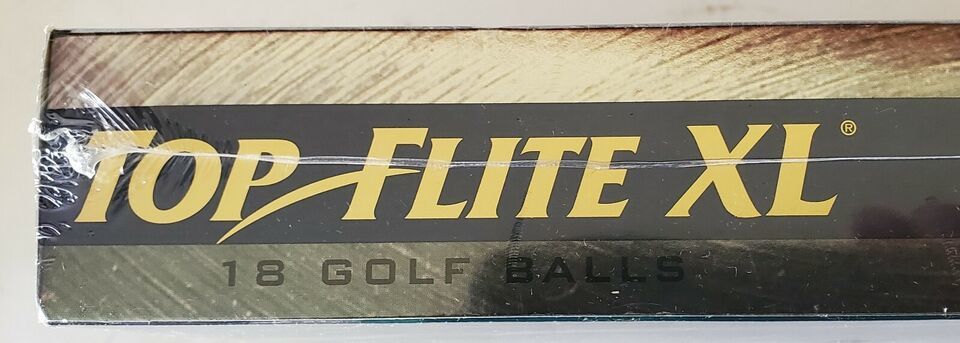 TOP FLITE XL®
18 GOLF BALLS